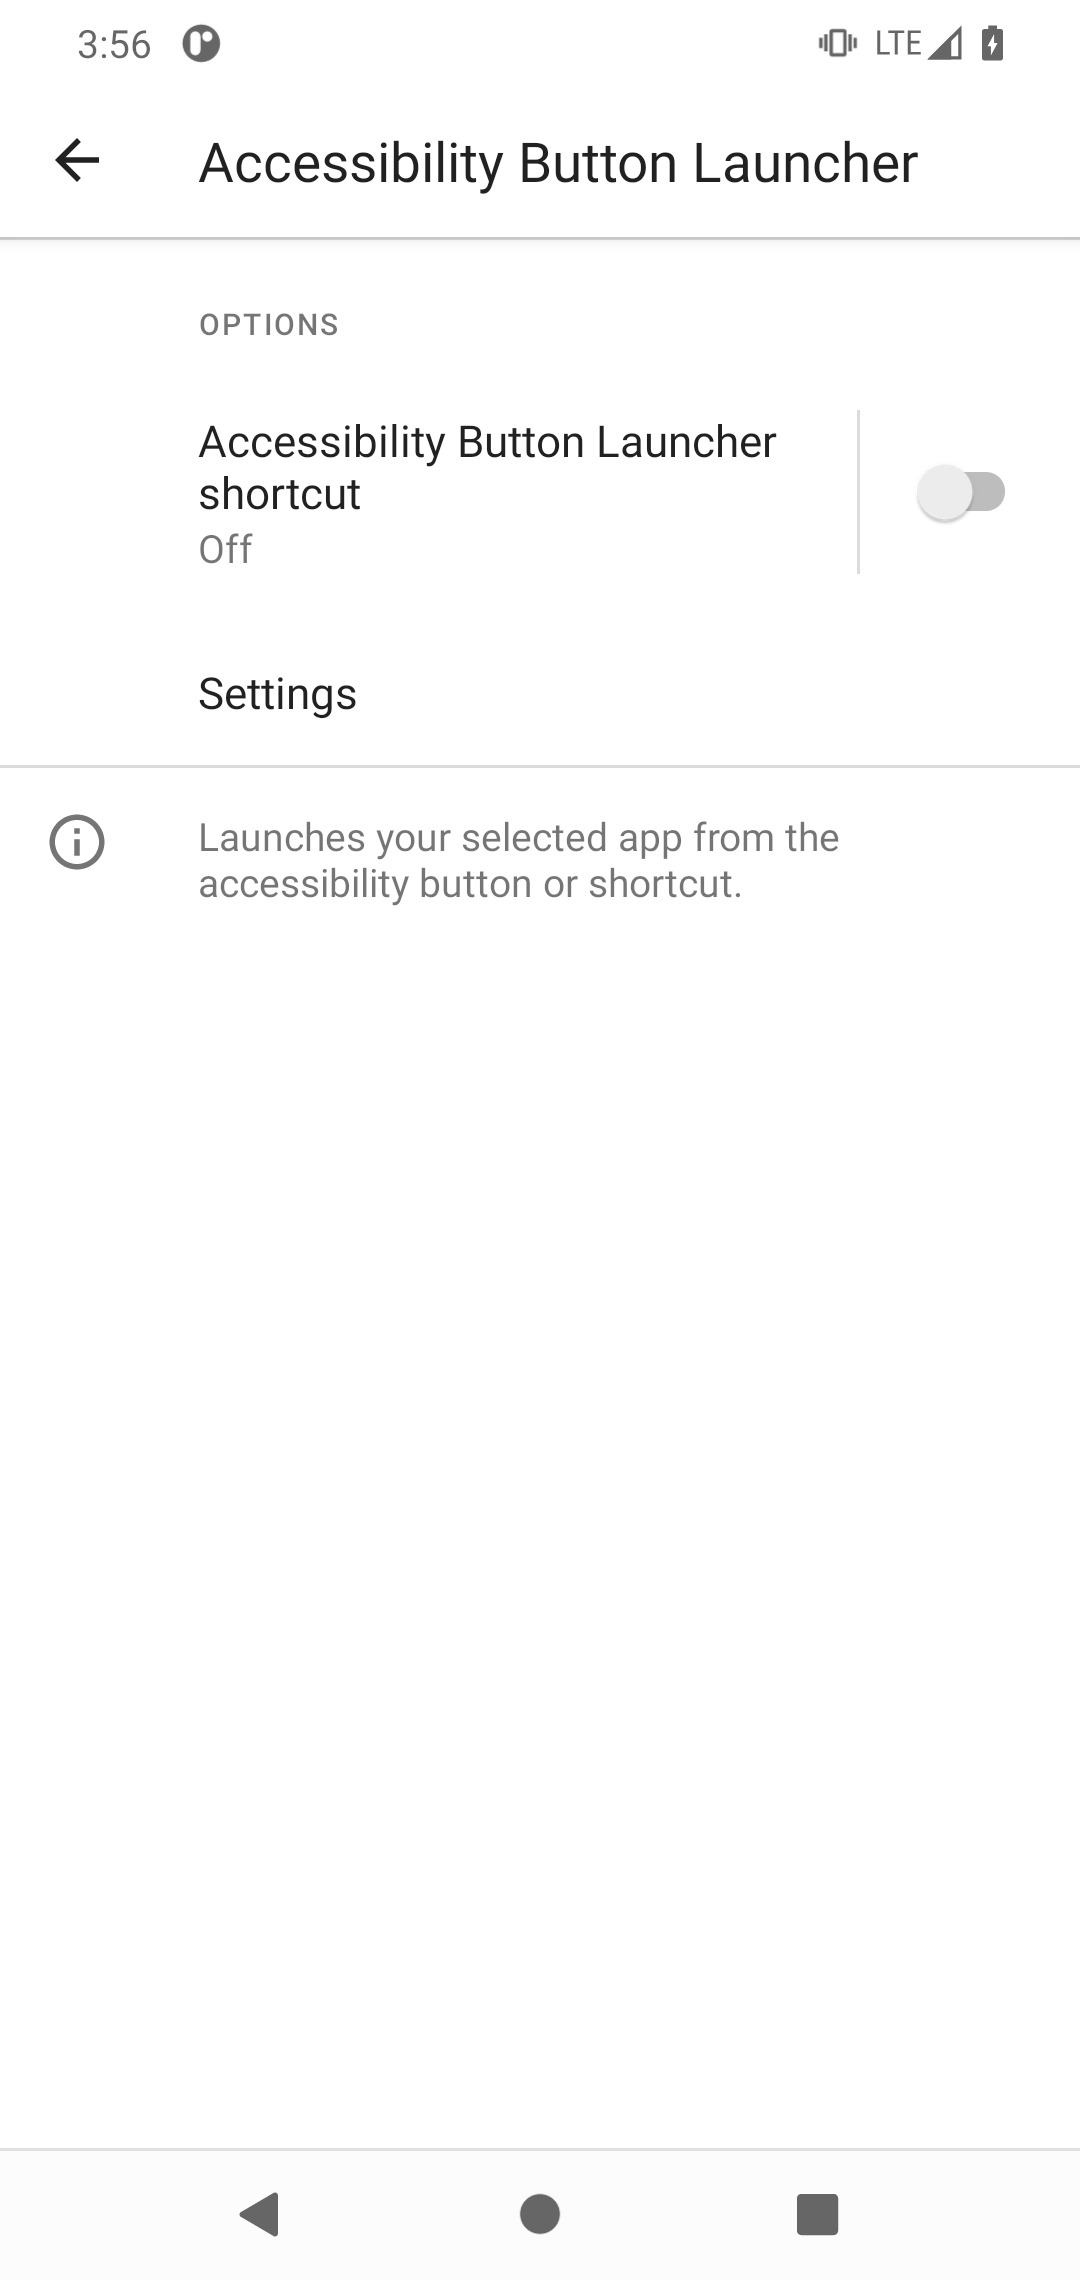 3:56
LTE
Accessibility Button Launcher
OPTIONS
Accessibility Button Launcher
shortcut
Off
Settings
Launches your selected app from the
accessibility button or shortcut.